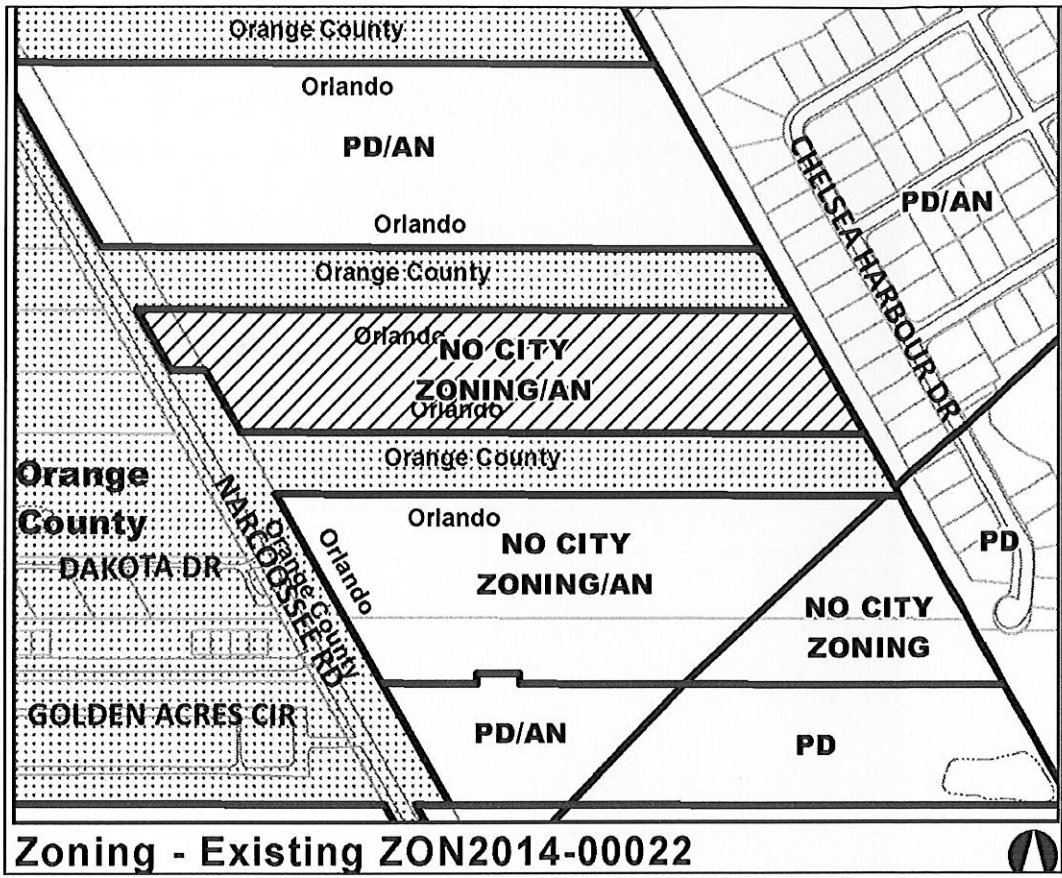 Orange County
Orlando
PD/AN
Orlando
Orange County
CHELSEA HARBOUR DR
PD/AN
Orlando
NO CITY
ZONING/AN
Orlando
Orange County
Orange
County
DAKOTA DR
GOLDEN ACRES CIR
NARCOOSSEE RD
Orange County
Orlando
Orlando
NO CITY
ZONING/AN
PD
NO CITY
ZONING
PD/AN
PD
Zoning - Existing ZON2014-00022